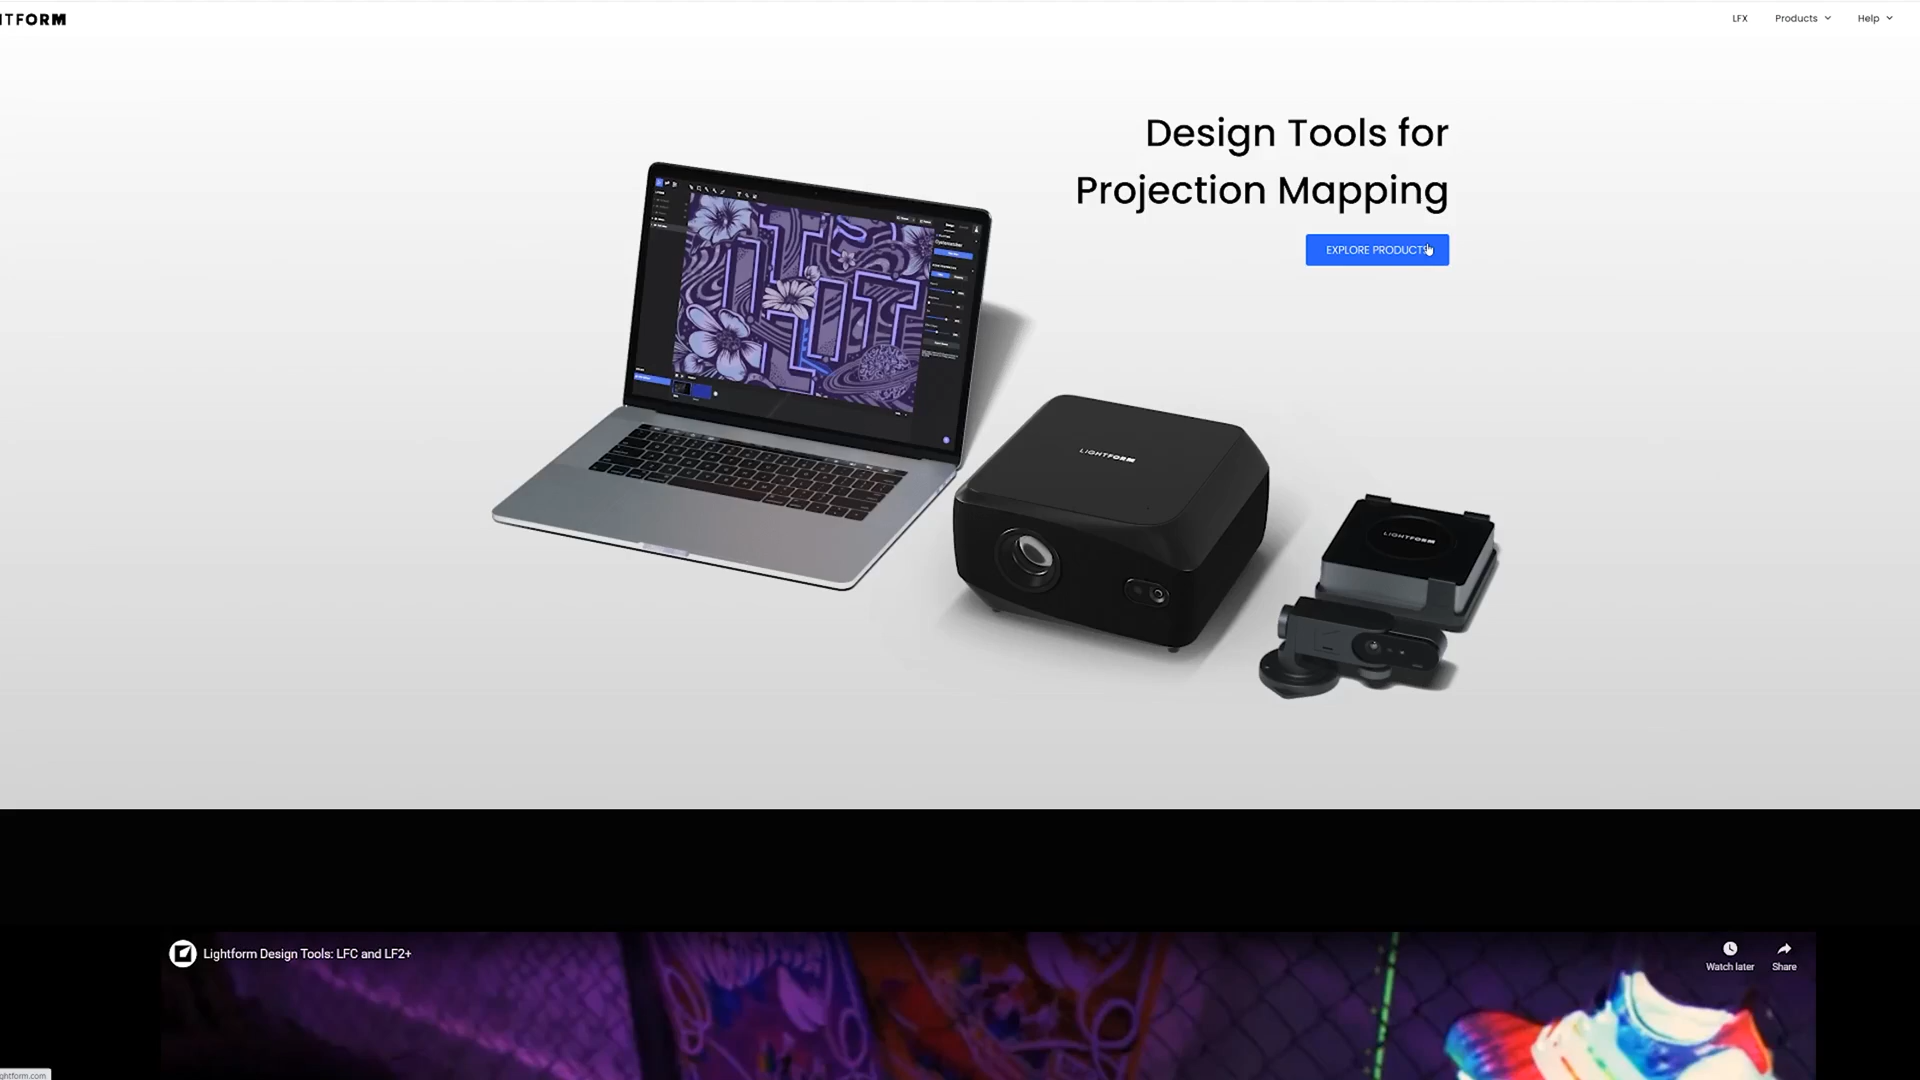 TFORM
LFX
Products
Help
Design Tools for
Projection Mapping
EXPLORE PRODUCTS
LIGHTFORM
LIGHTFORM
Lightform Design Tools: LFC and LF2+
Watch later
Share
ghtform.com